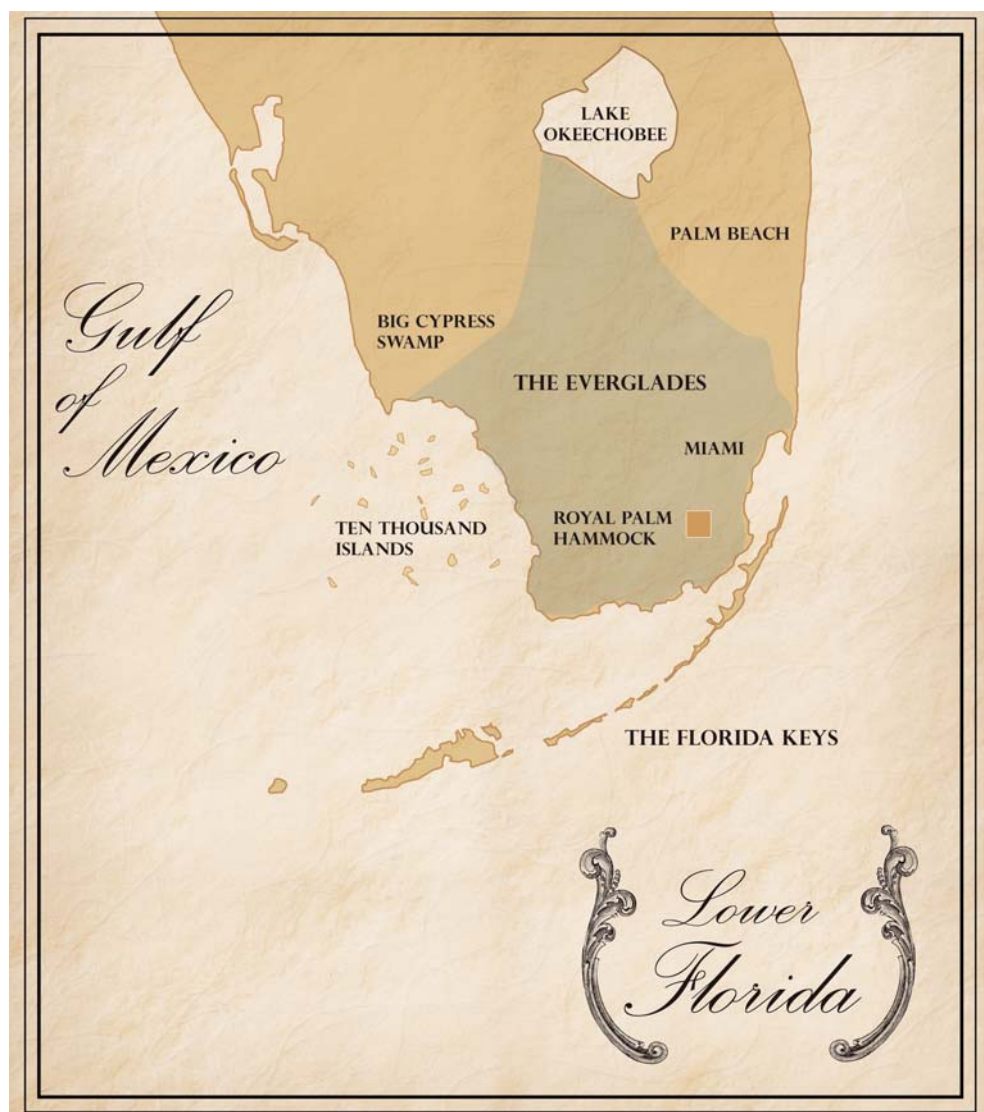 LAKE
OKEECHOBEE
PALM BEACH
BIG CYPRESS
SWAMP
Gulf
of
Mexico
THE EVERGLADES
MIAMI
TEN THOUSAND
ISLANDS
ROYAL PALM
HAMMOCK
THE FLORIDA KEYS
Lower
Florida